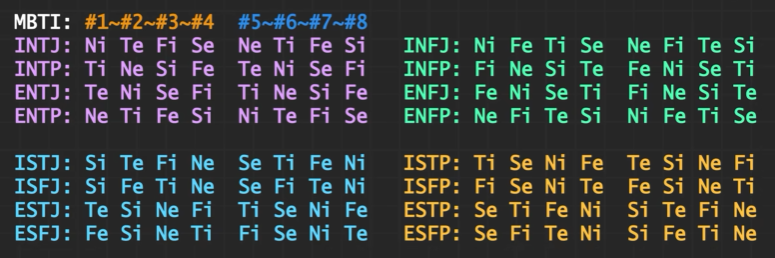 MBTI: #1~#2~#3~#4  #5~#6~#7~#8
INTJ: Ni Te Fi Se  Ne Ti Fe Si
INTP: Ti Ne Si Fe  Te Ni Se Fi
ENTJ: Te Ni Se Fi  Ti Ne Si Fe
ENTP: Ne Ti Fe Si  Ni Te Fi Se
INFJ: Ni Fe Ti Se  Ne Fi Te Si
INFP: Fi Ne Si Te  Fe Ni Se Ti
ENFJ: Fe Ni Se Ti  Fi Ne Si Te
ENFP: Ne Fi Te Si  Ni Fe Ti Se
ISTJ: Si Te Fi Ne  Se Ti Fe Ni
ISFJ: Si Fe Ti Ne  Se Fi Te Ni
ESTJ: Te Si Ne Fi  Ti Se Ni Fe
ESFJ: Fe Si Ne Ti  Fi Se Ni Te
ISTP: Ti Se Ni Fe  Te Si Ne Fi
ISFP: Fi Se Ni Te  Fe Si Ne Ti
ESTP: Se Ti Fe Ni  Si Te Fi Ne
ESFP: Se Fi Te Ni  Si Fe Ti Ne